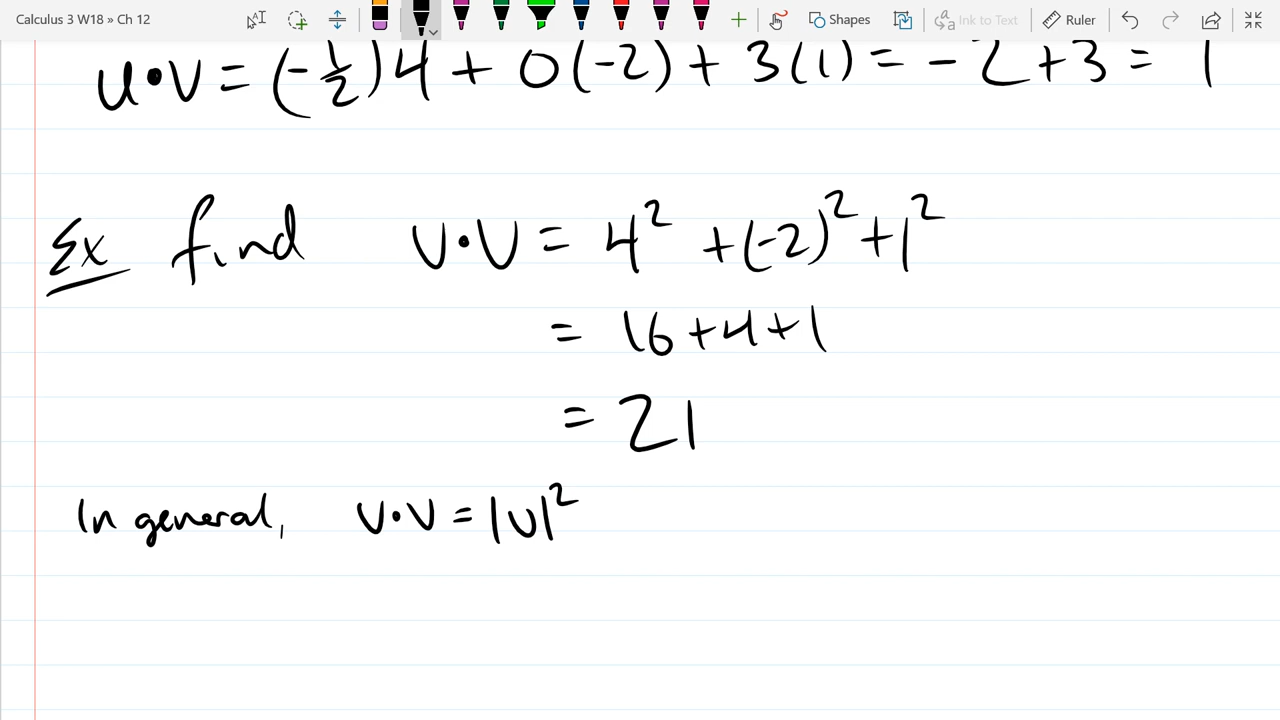 Calculus 3 W18 » Ch 12
Shapes
Ink to Text
Ruler
u•v = (-1/2)4 + 0(-2) + 3(1) = -2+3 = 1
Ex find v•v = 4² +(-2)²+1²
= 16+4+1
= 21
In general, v•v = |v|²